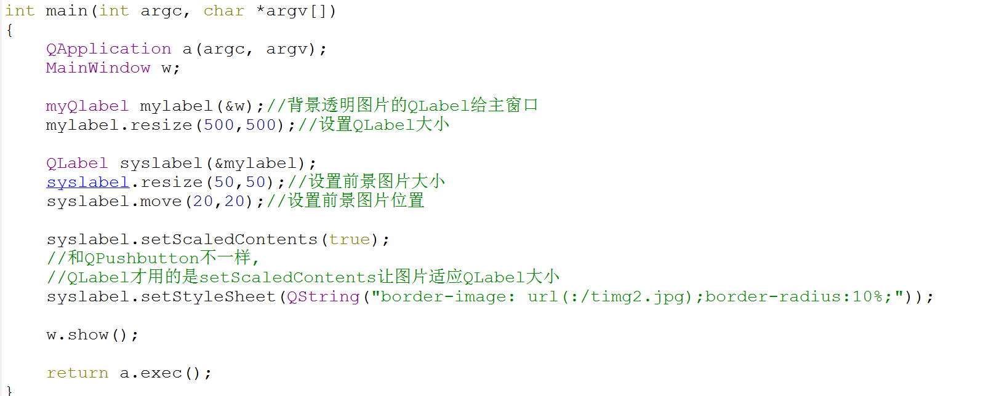 int main(int argc, char *argv[])
{
    QApplication a(argc, argv);
    MainWindow w;

    myQlabel mylabel(&w);//背景透明图片的QLabel给主窗口
    mylabel.resize(500,500);//设置QLabel大小

    QLabel syslabel(&mylabel);
    syslabel.resize(50,50);//设置前景图片大小
    syslabel.move(20,20);//设置前景图片位置

    syslabel.setScaledContents(true);
    //和QPushbutton不一样,
    //QLabel才用的是setScaledContents让图片适应QLabel大小
    syslabel.setStyleSheet(QString("border-image: url(:/timg2.jpg);border-radius:10%;"));

    w.show();

    return a.exec();
}